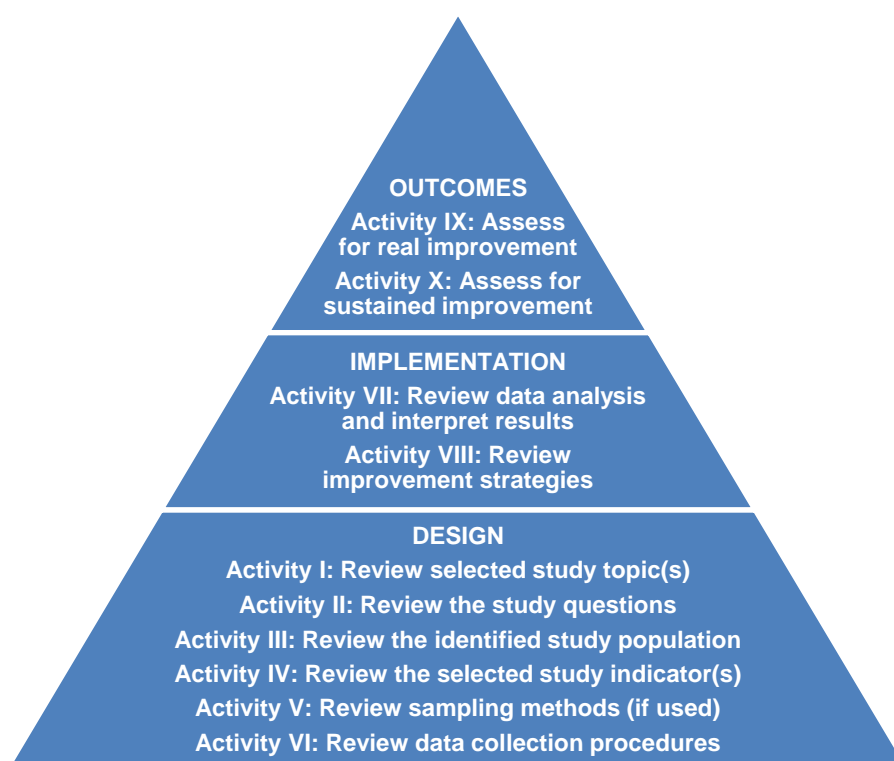 OUTCOMES
Activity IX: Assess
for real improvement
Activity X: Assess for
sustained improvement
IMPLEMENTATION
Activity VII: Review data analysis
and interpret results
Activity VIII: Review
improvement strategies
DESIGN
Activity I: Review selected study topic(s)
Activity II: Review the study questions
Activity III: Review the identified study population
Activity IV: Review the selected study indicator(s)
Activity V: Review sampling methods (if used)
Activity VI: Review data collection procedures